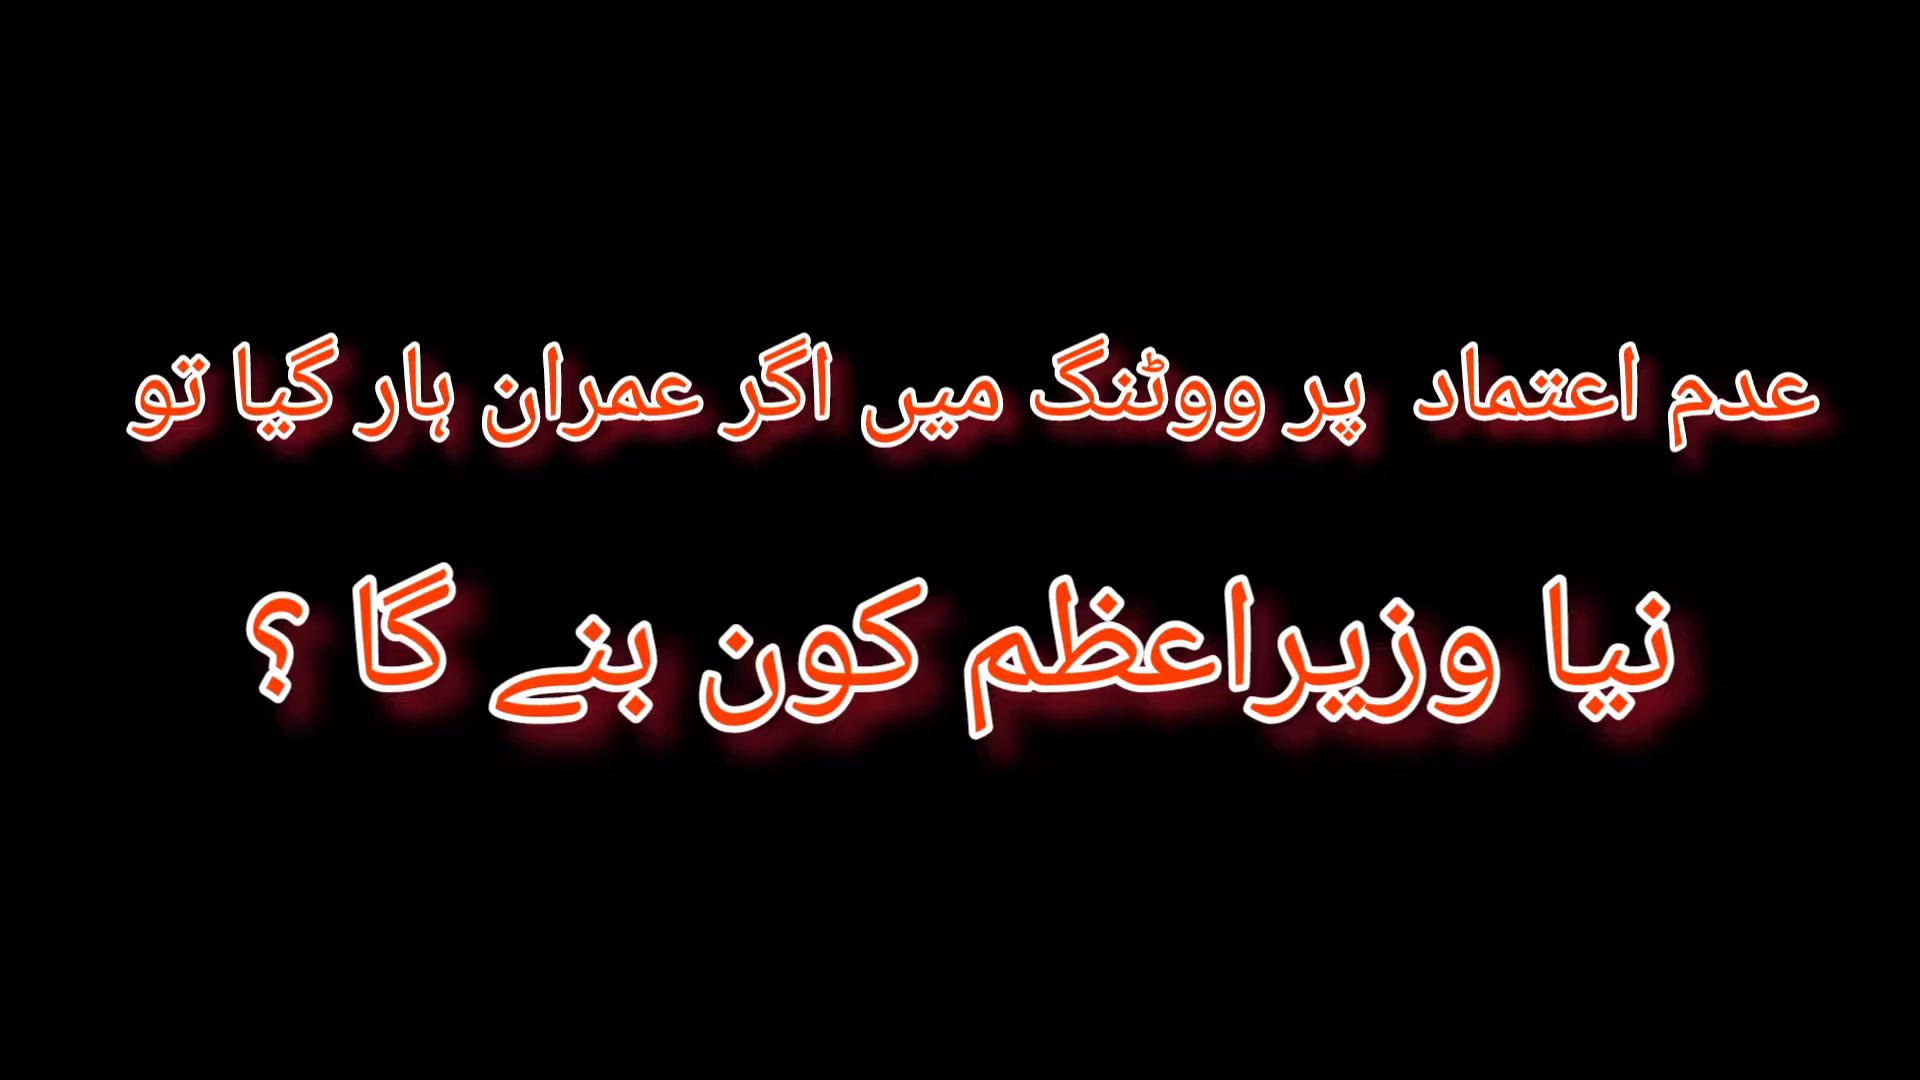 عدم اعتماد پر ووٹنگ میں اگر عمران ہار گیا تو
نیا وزیراعظم کون بنے گا ؟